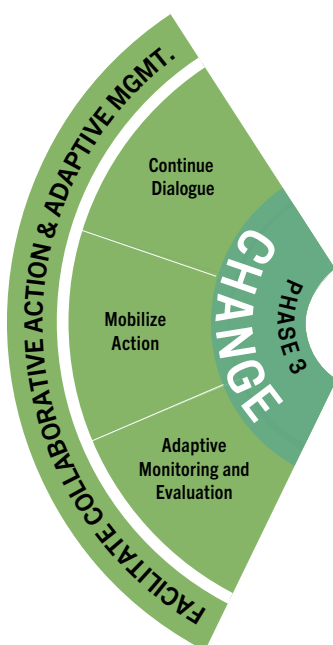 FACILITATE COLLABORATIVE ACTION & ADAPTIVE MGMT.
Continue
Dialogue
Mobilize
Action
Adaptive
Monitoring and
Evaluation
CHANGE
PHASE 3